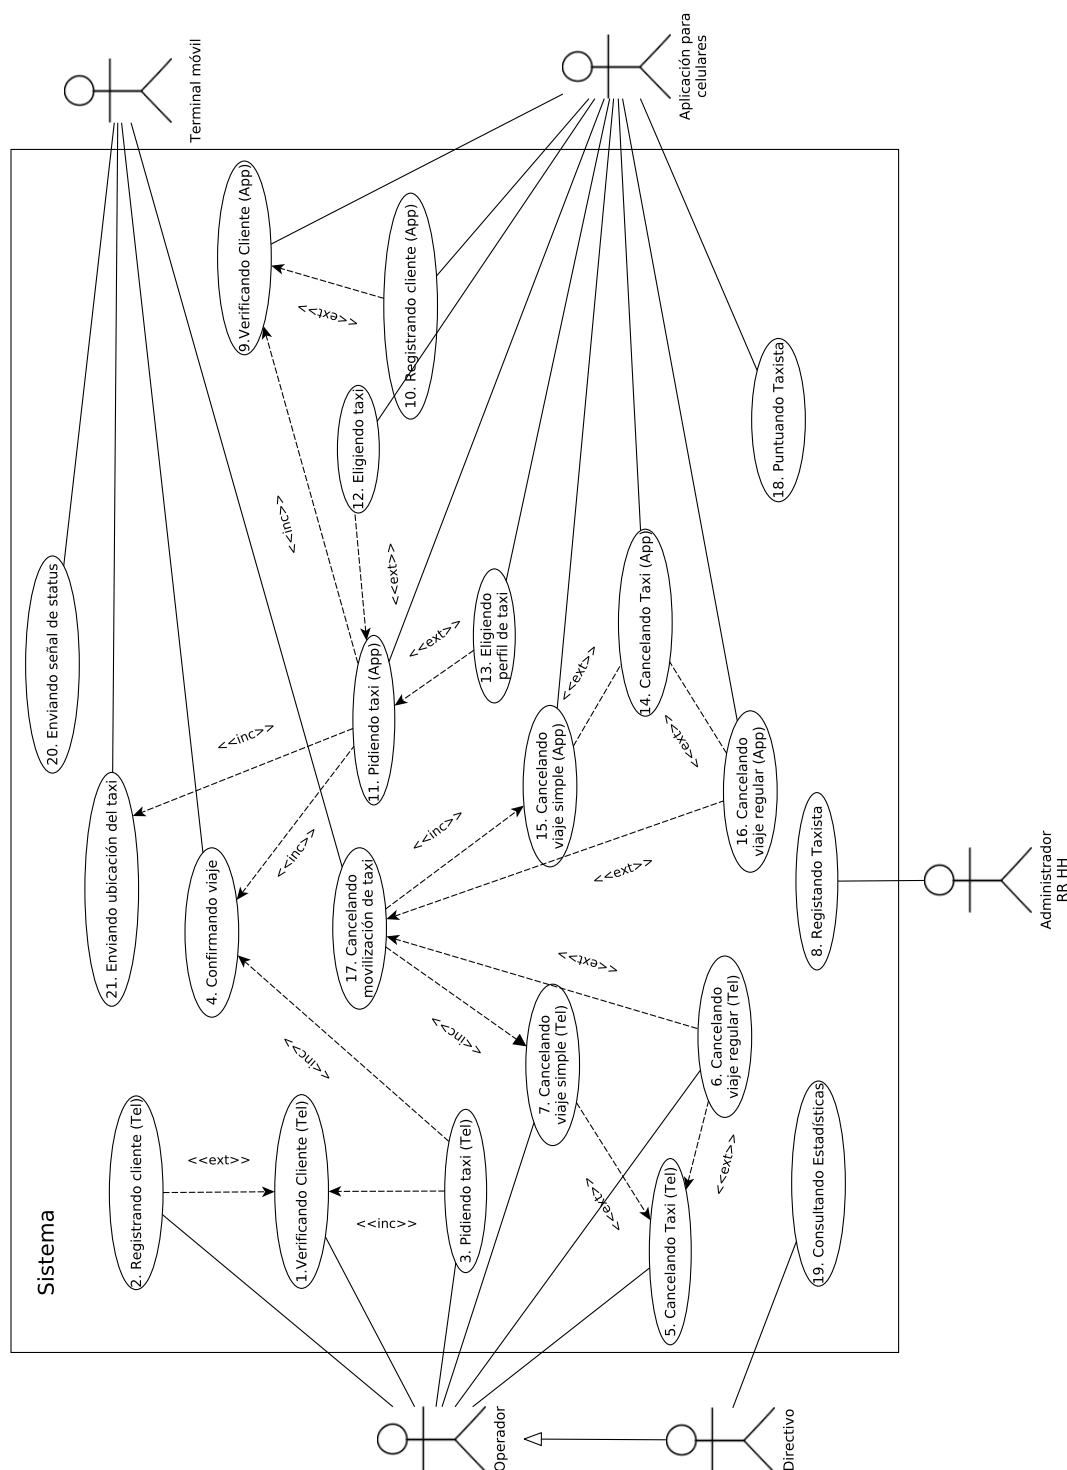 Sistema
Operador
Directivo
Terminal móvil
Aplicación para
celulares
Administrador
RR HH
2. Registrando cliente (Tel)
<<ext>>
1.Verificando Cliente (Tel)
<<inc>>
3. Pidiendo taxi (Tel)
<<inc>>
5. Cancelando Taxi (Tel)
<<ext>>
<<ext>>
19. Consultando Estadísticas
7. Cancelando
viaje simple (Tel)
<<inc>>
6. Cancelando
viaje regular (Tel)
<<ext>>
21. Enviando ubicación del taxi
4. Confirmando viaje
<<inc>>
17. Cancelando
movilización de taxi
<<inc>>
<<ext>>
8. Registando Taxista
20. Enviando señal de status
<<inc>>
11. Pidiendo taxi (App)
<<ext>>
<<ext>>
13. Eligiendo
perfil de taxi
15. Cancelando
viaje simple (App)
<<ext>>
14. Cancelando Taxi (App)
<<ext>>
16. Cancelando
viaje regular (App)
9.Verificando Cliente (App)
<<ext>>
10. Registrando cliente (App)
<<inc>>
12. Eligiendo taxi
18. Puntuando Taxista